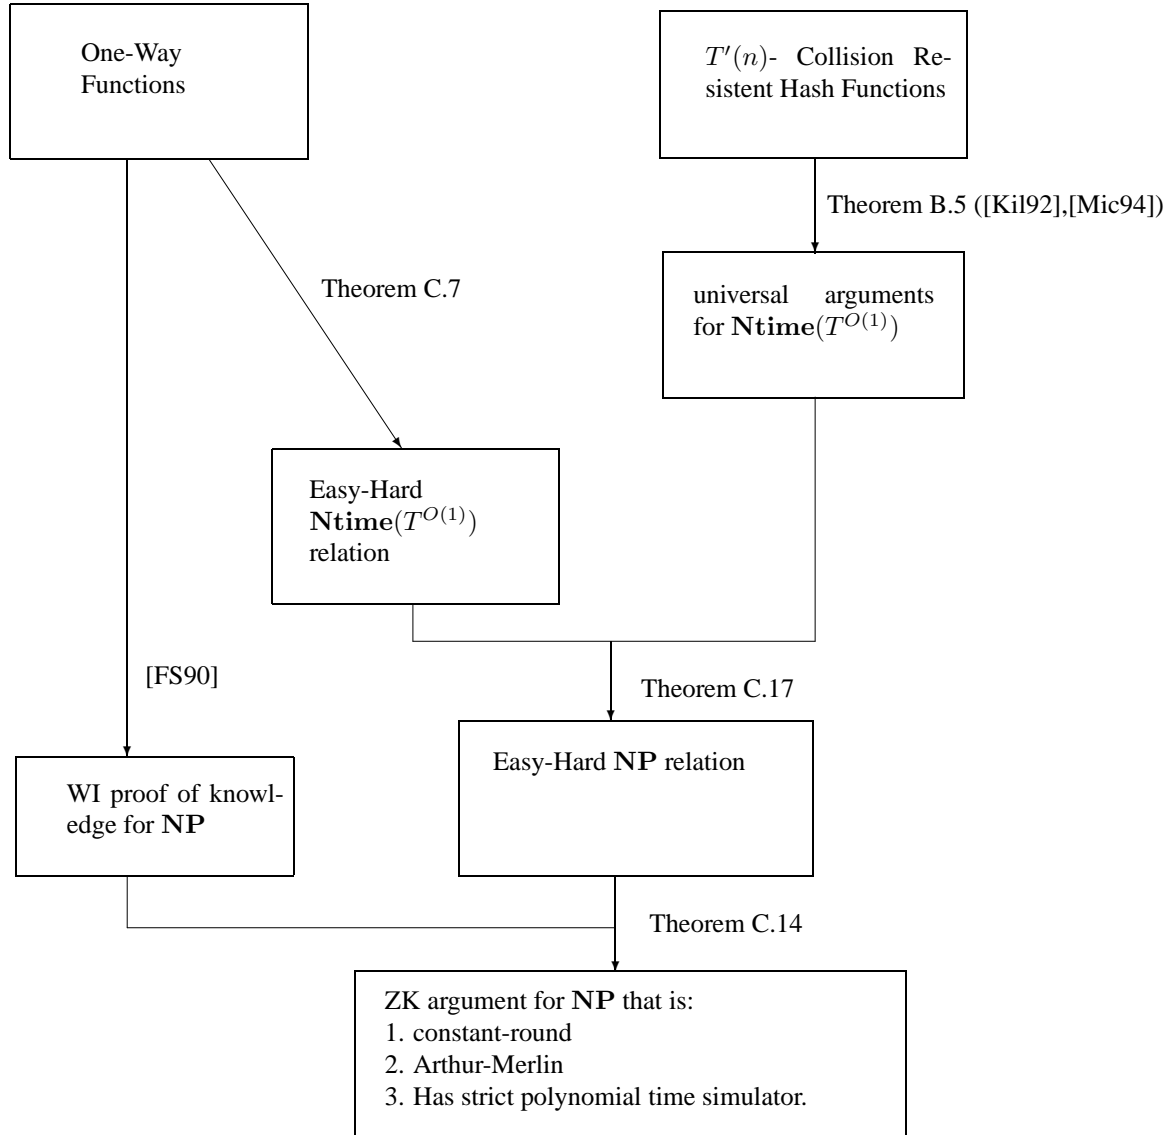 One-Way
Functions
T′(n)- Collision Re-
sistent Hash Functions
Theorem B.5 ([Kil92],[Mic94])
Theorem C.7
universal arguments
for Ntime(T^{O(1)})
Easy-Hard
Ntime(T^{O(1)})
relation
[FS90]
Theorem C.17
Easy-Hard NP relation
WI proof of knowl-
edge for NP
Theorem C.14
ZK argument for NP that is:
1. constant-round
2. Arthur-Merlin
3. Has strict polynomial time simulator.